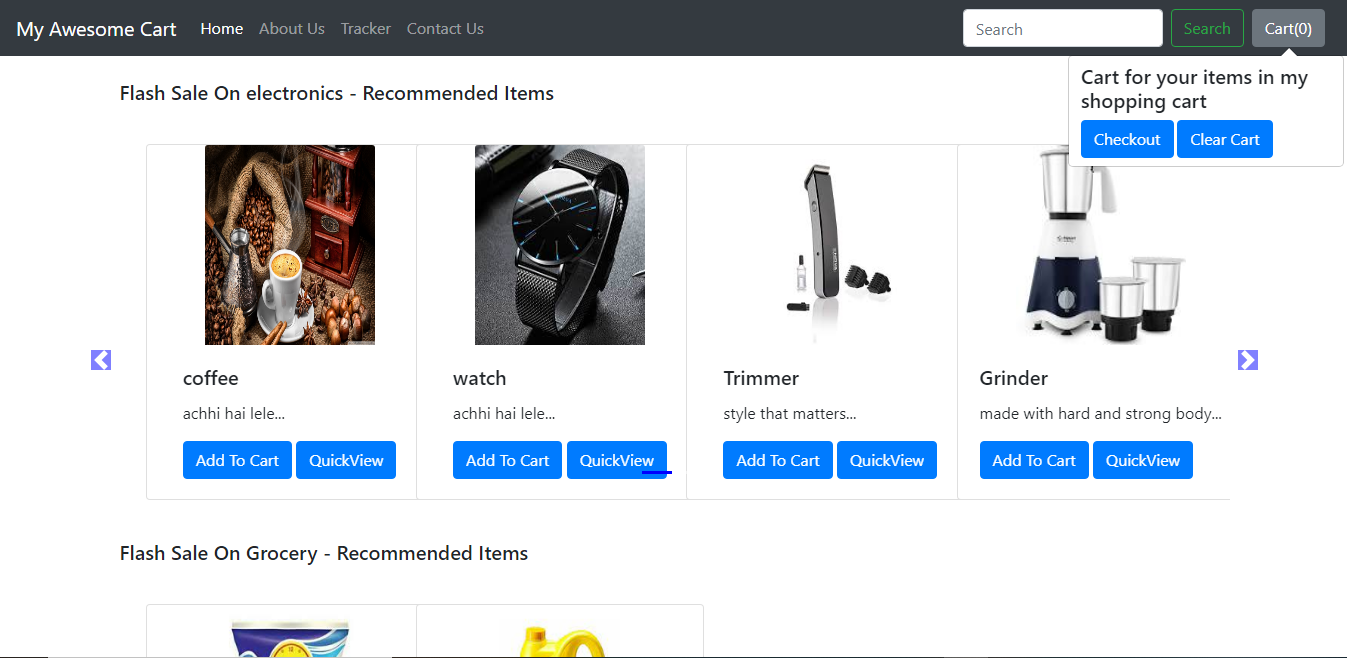 My Awesome Cart Home About Us Tracker Contact Us Search Search Cart(0)
Cart for your items in my
shopping cart
Checkout Clear Cart
Flash Sale On electronics - Recommended Items
coffee watch Trimmer Grinder
achhi hai lele... achhi hai lele... style that matters... made with hard and strong body...
Add To Cart QuickView Add To Cart QuickView Add To Cart QuickView Add To Cart QuickView
Flash Sale On Grocery - Recommended Items